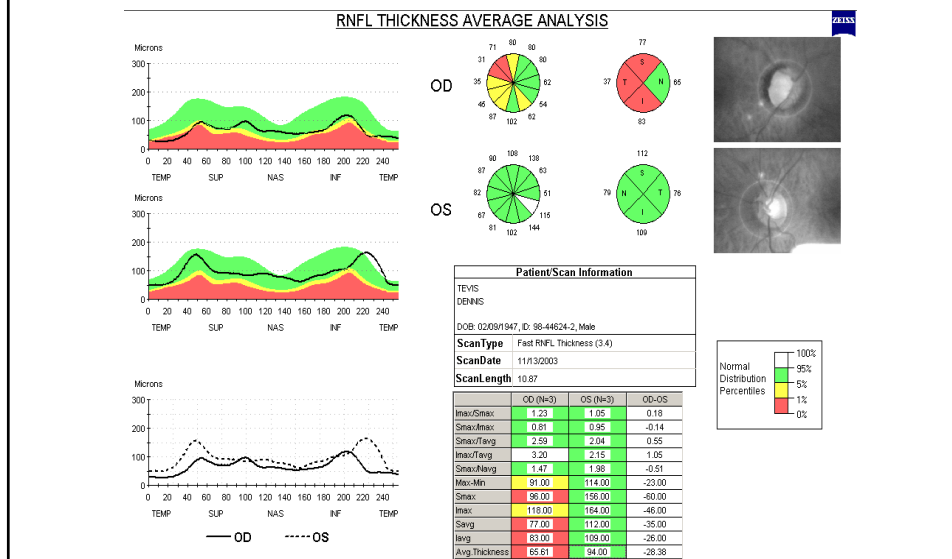 RNFL THICKNESS AVERAGE ANALYSIS
ZEISS
Microns
300
200
100
0
0 20 40 60 80 100 120 140 160 180 200 220 240
TEMP SUP NAS INF TEMP
OD
80
71 80
31 80
35 62
46 54
87 62
102
77
S
37 T N 65
I
83
Microns
300
200
100
0
0 20 40 60 80 100 120 140 160 180 200 220 240
TEMP SUP NAS INF TEMP
OS
108
90 138
87 63
82 51
67 115
81 144
102
112
S
79 N T 76
I
109
Patient/Scan Information
TEVIS
DENNIS
DOB: 02/09/1947, ID: 98-44624-2, Male
ScanType Fast RNFL Thickness (3.4)
ScanDate 11/13/2003
ScanLength 10.87
Normal
Distribution
Percentiles
100%
95%
5%
1%
0%
Microns
300
200
100
0
0 20 40 60 80 100 120 140 160 180 200 220 240
TEMP SUP NAS INF TEMP
OD OS
OD (N=3) OS (N=3) OD-OS
Imax/Smax 1.23 1.05 0.18
Smax/Imax 0.81 0.95 -0.14
Smax/Tavg 2.59 2.04 0.55
Imax/Tavg 3.20 2.15 1.05
Smax/Navg 1.47 1.98 -0.51
Max-Min 91.00 114.00 -23.00
Smax 96.00 156.00 -60.00
Imax 118.00 164.00 -46.00
Savg 77.00 112.00 -35.00
Iavg 83.00 109.00 -26.00
Avg.Thickness 65.61 94.00 -28.38